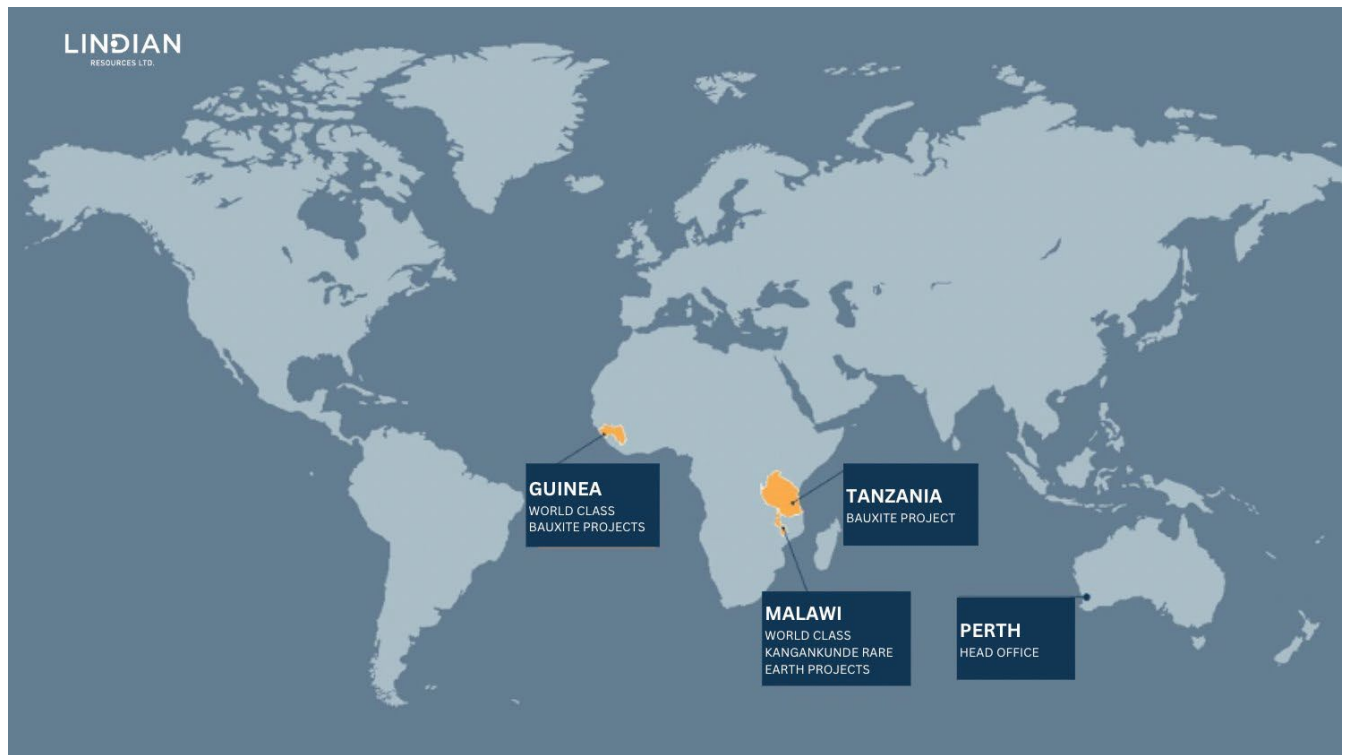 LINDIAN
RESOURCES LTD.
GUINEA
WORLD CLASS
BAUXITE PROJECTS
TANZANIA
BAUXITE PROJECT
MALAWI
WORLD CLASS
KANGANKUNDE RARE
EARTH PROJECTS
PERTH
HEAD OFFICE